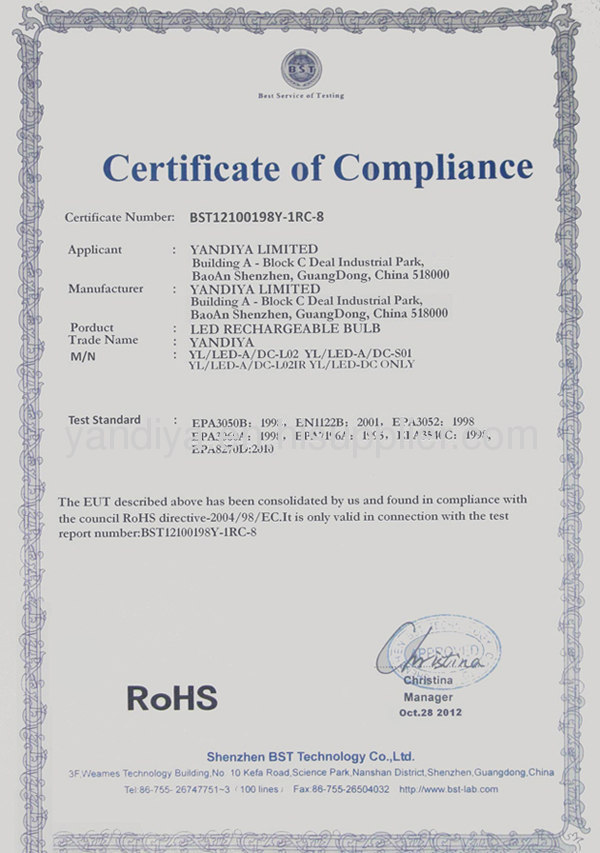 BST
Best Service of Testing
Certificate of Compliance
Certificate Number: BST12100198Y-1RC-8
Applicant : YANDIYA LIMITED
Building A - Block C Deal Industrial Park,
BaoAn Shenzhen, GuangDong, China 518000
Manufacturer : YANDIYA LIMITED
Building A - Block C Deal Industrial Park,
BaoAn Shenzhen, GuangDong, China 518000
Porduct : LED RECHARGEABLE BULB
Trade Name : YANDIYA
M/N : YL/LED-A/DC-L02 YL/LED-A/DC-S01
YL/LED-A/DC-L02IR YL/LED-DC ONLY
Test Standard : EPA3050B: EN1122B: 2001, EPA3052: 1998
EPA8270D:2010
The EUT described above has been consolidated by us and found in compliance with
the council RoHS directive-2004/98/EC.It is only valid in connection with the test
report number:BST12100198Y-1RC-8
APPROVED
Christina
RoHS
Christina
Manager
Oct.28 2012
Shenzhen BST Technology Co.,Ltd.
3F,Weames Technology Building,No 10 Kefa Road,Science Park,Nanshan District,Shenzhen,Guangdong,China
Tel:86-755- 26747751~3 (100 lines) Fax:86-755-26504032 http://www.bst-lab.com